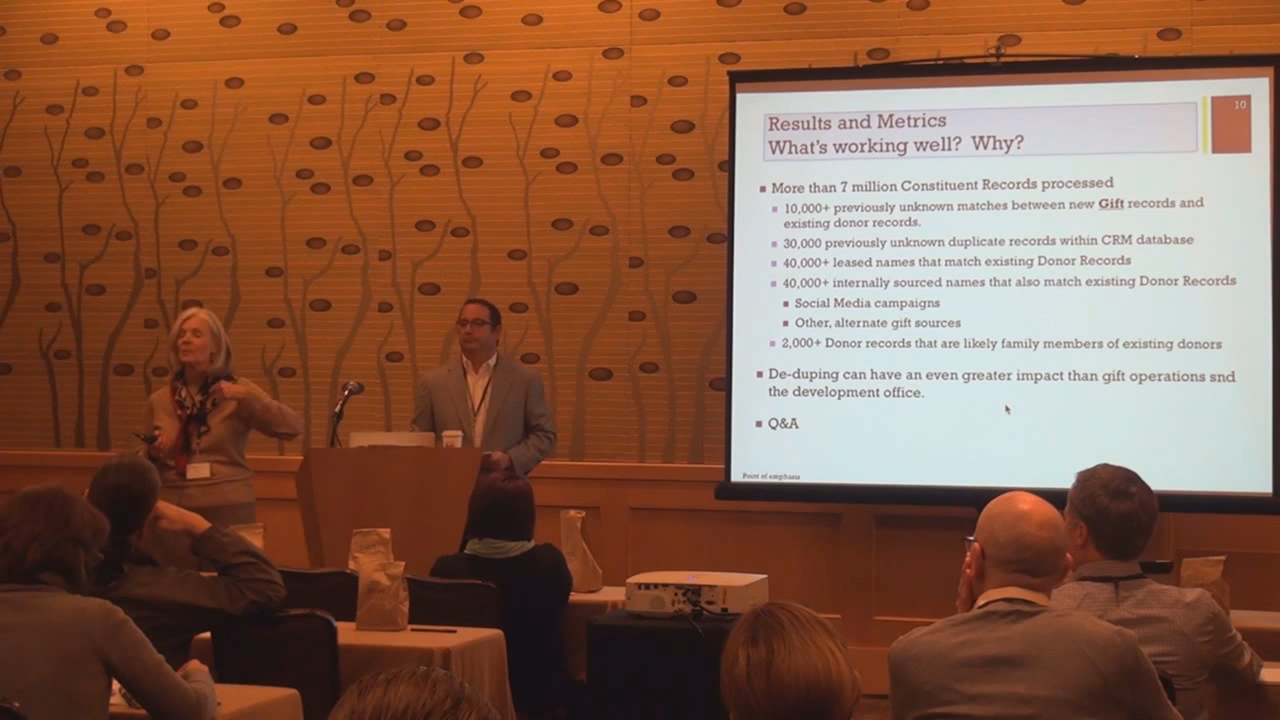 10
Results and Metrics
What's working well? Why?
More than 7 million Constituent Records processed
10,000+ previously unknown matches between new Gift records and
existing donor records.
30,000 previously unknown duplicate records within CRM database
40,000+ leased names that match existing Donor Records
40,000+ internally sourced names that also match existing Donor Records
Social Media campaigns
Other, alternate gift sources
2,000+ Donor records that are likely family members of existing donors
De-duping can have an even greater impact than gift operations snd
the development office.
Q&A
Point of emphasis